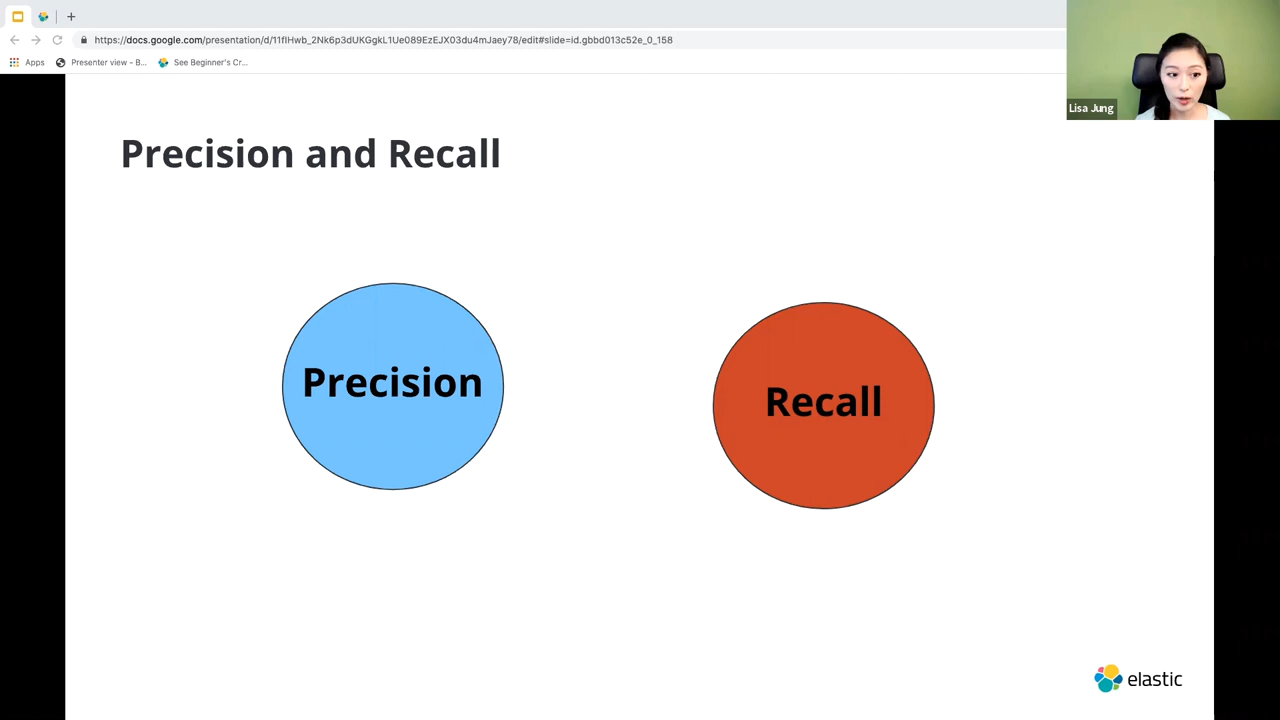 https://docs.google.com/presentation/d/11flHwb_2Nk6p3dUKGgkL1Ue089EzEJX03du4mJaey78/edit#slide=id.gbbd013c52e_0_158
Apps
Presenter view - B...
See Beginner's Cr...
Lisa Jung
Precision and Recall
Precision
Recall
elastic